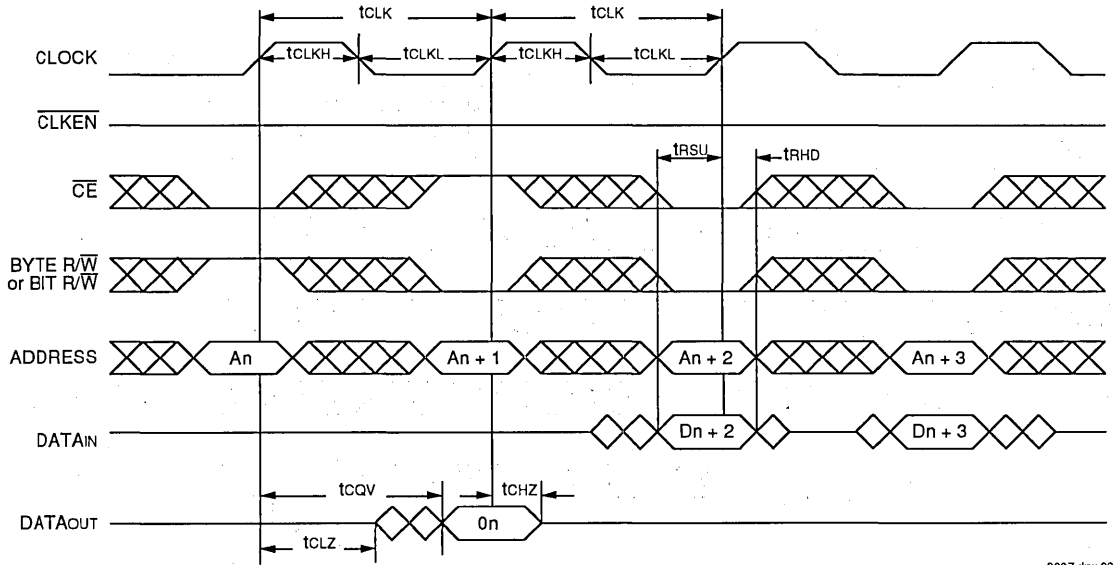 tCLK tCLK
CLOCK tCLKH tCLKL tCLKH tCLKL
CLKEN
tRSU tRHD
CE
BYTE R/W
or BIT R/W
ADDRESS An An + 1 An + 2 An + 3
DATAIN Dn + 2 Dn + 3
tCQV tCHZ
DATAOUT 0n
tCLZ